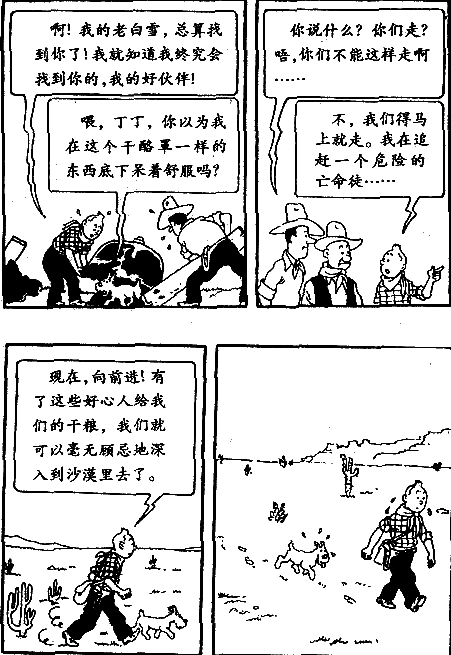 啊！我的老白雪，总算找
到你了！我就知道我终究会
找到你的，我的好伙伴！
喂，丁丁，你以为我
在这个干酪罩一样的
东西底下呆着舒服吗？
你说什么？你们走？
唔，你们不能这样走啊
……
不，我们得马
上就走。我在追
赶一个危险的
亡命徒……
现在，向前进！有
了这些好心人给我
们的干粮，我们就
可以毫无顾忌地深
入到沙漠里去了。